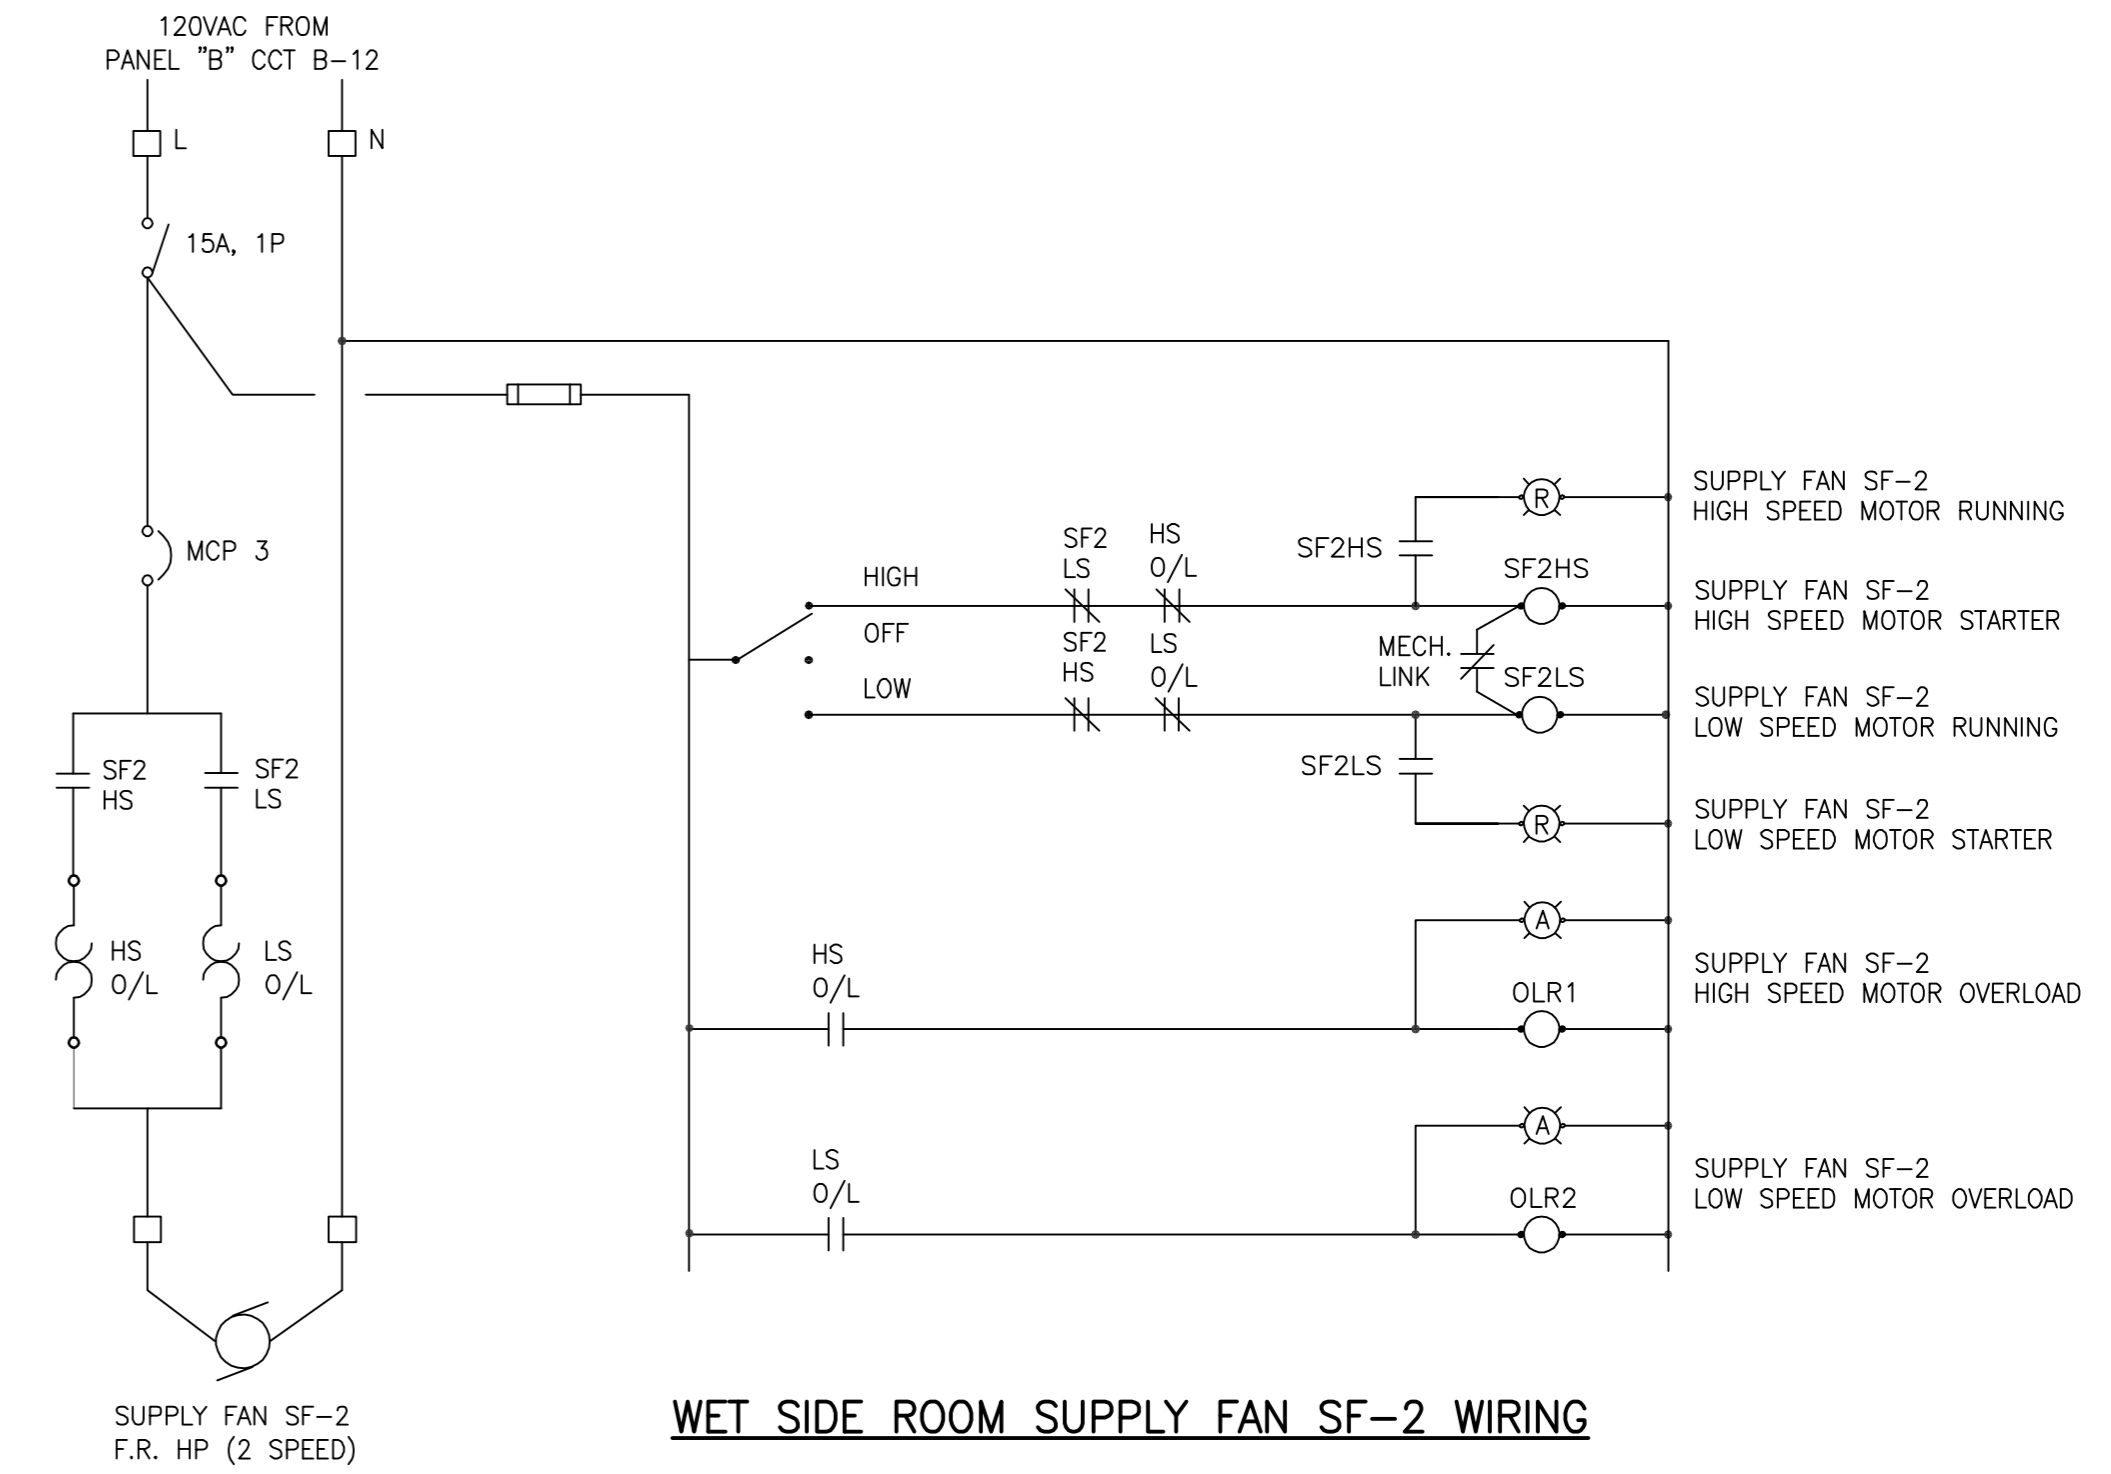 120VAC FROM
PANEL "B" CCT B-12
L
N
15A, 1P
MCP 3
SF2
HS
SF2
LS
HS
O/L
LS
O/L
SUPPLY FAN SF-2
F.R. HP (2 SPEED)
HIGH
OFF
LOW
SF2
LS
HS
O/L
SF2
HS
LS
O/L
SF2HS
R
SF2HS
MECH.
LINK
SF2LS
SF2LS
R
HS
O/L
A
OLR1
LS
O/L
A
OLR2
SUPPLY FAN SF-2
HIGH SPEED MOTOR RUNNING
SUPPLY FAN SF-2
HIGH SPEED MOTOR STARTER
SUPPLY FAN SF-2
LOW SPEED MOTOR RUNNING
SUPPLY FAN SF-2
LOW SPEED MOTOR STARTER
SUPPLY FAN SF-2
HIGH SPEED MOTOR OVERLOAD
SUPPLY FAN SF-2
LOW SPEED MOTOR OVERLOAD
WET SIDE ROOM SUPPLY FAN SF-2 WIRING